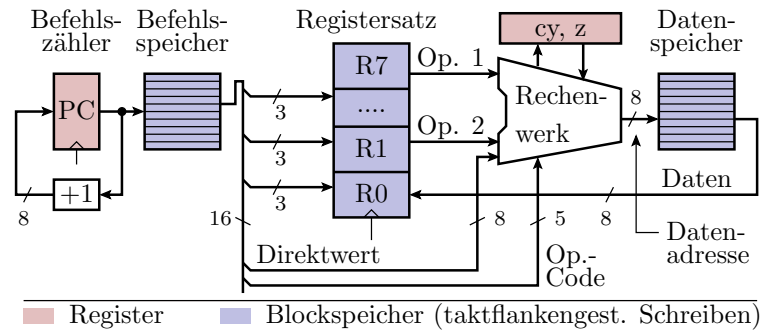 Befehls-
zähler
Befehls-
speicher
Registersatz
cy, z
Daten-
speicher
PC
+1
8
R7
....
R1
R0
3
3
3
16
Op. 1
Op. 2
Rechen-
werk
8
Daten
8
5
8
Direktwert
Op.-
Code
Daten-
adresse
Register
Blockspeicher (taktflankengest. Schreiben)